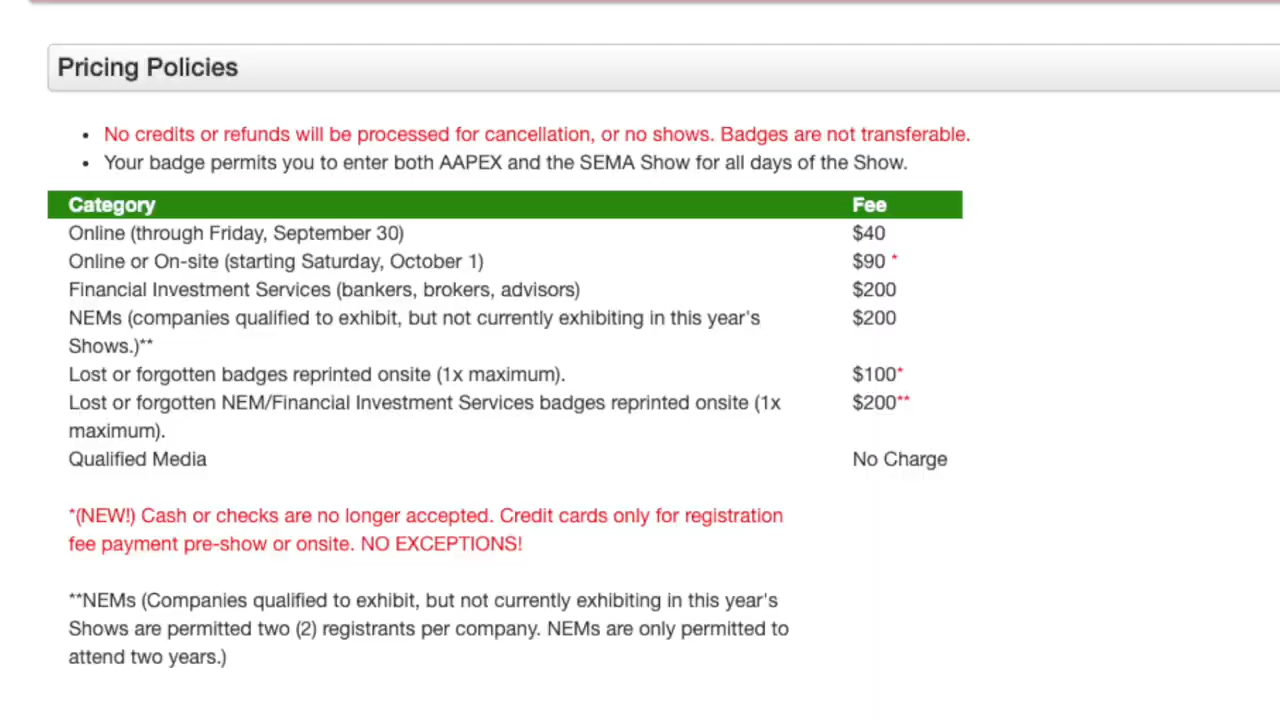 Pricing Policies
• No credits or refunds will be processed for cancellation, or no shows. Badges are not transferable.
• Your badge permits you to enter both AAPEX and the SEMA Show for all days of the Show.
Category Fee
Online (through Friday, September 30) $40
Online or On-site (starting Saturday, October 1) $90 *
Financial Investment Services (bankers, brokers, advisors) $200
NEMs (companies qualified to exhibit, but not currently exhibiting in this year's $200
Shows.)**
Lost or forgotten badges reprinted onsite (1x maximum). $100*
Lost or forgotten NEM/Financial Investment Services badges reprinted onsite (1x $200**
maximum).
Qualified Media No Charge
*(NEW!) Cash or checks are no longer accepted. Credit cards only for registration
fee payment pre-show or onsite. NO EXCEPTIONS!
**NEMs (Companies qualified to exhibit, but not currently exhibiting in this year's
Shows are permitted two (2) registrants per company. NEMs are only permitted to
attend two years.)